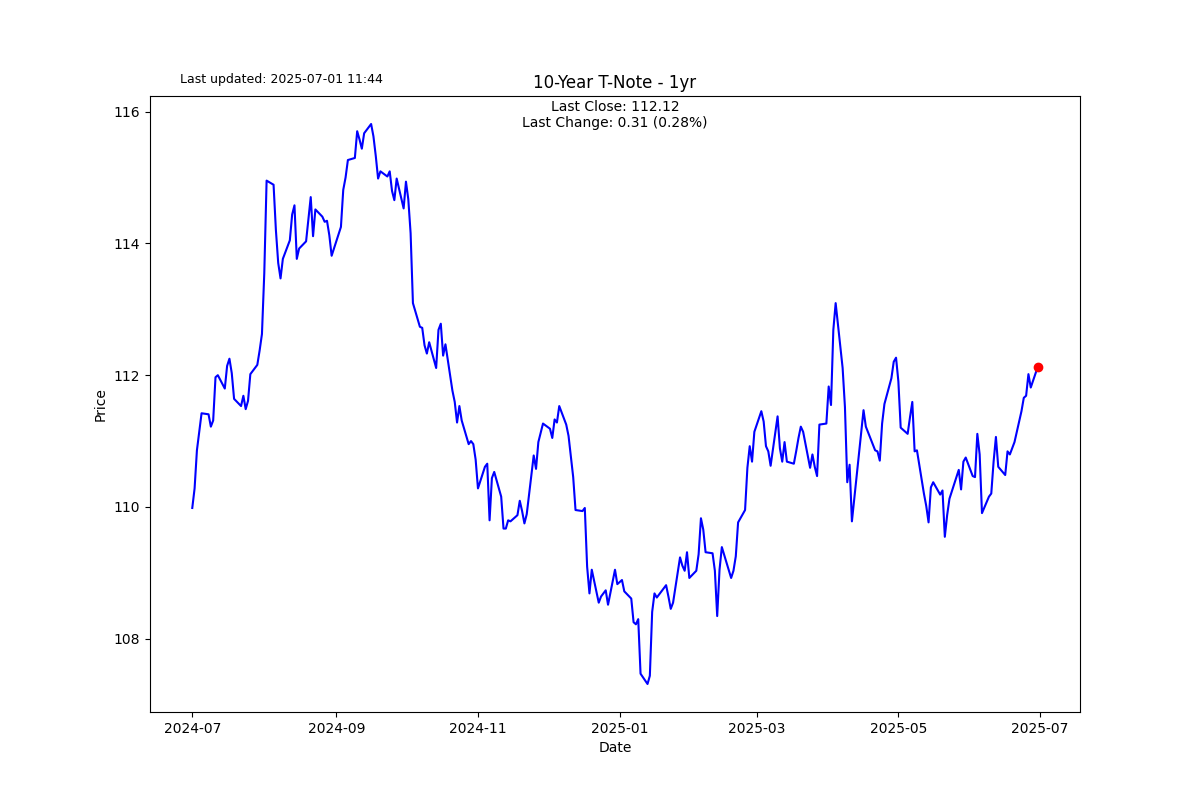 Last updated: 2025-07-01 11:44
10-Year T-Note - 1yr
Last Close: 112.12
Last Change: 0.31 (0.28%)
116
114
112
110
108
Price
2024-07
2024-09
2024-11
2025-01
2025-03
2025-05
2025-07
Date